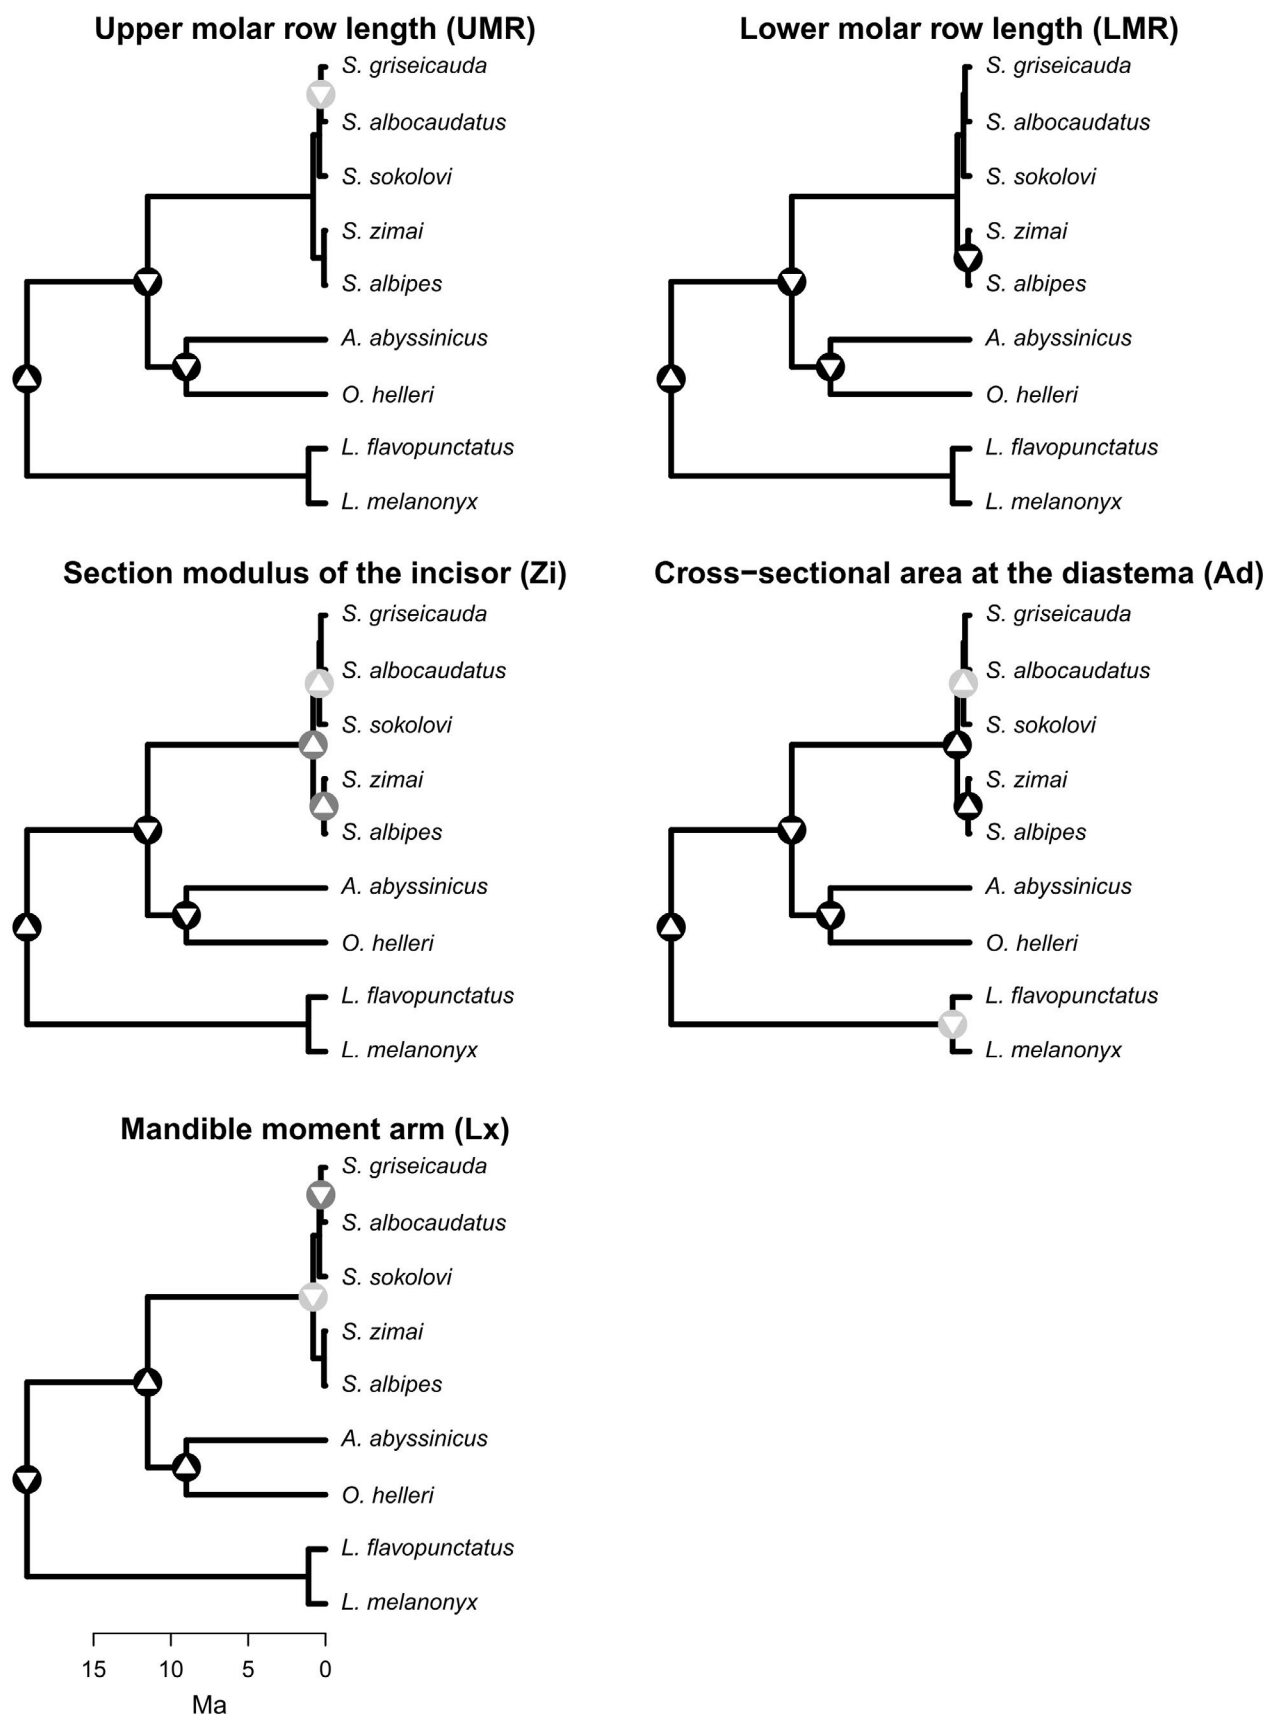 Upper molar row length (UMR)
S. griseicauda
S. albocaudatus
S. sokolovi
S. zimai
S. albipes
A. abyssinicus
O. helleri
L. flavopunctatus
L. melanonyx
Lower molar row length (LMR)
S. griseicauda
S. albocaudatus
S. sokolovi
S. zimai
S. albipes
A. abyssinicus
O. helleri
L. flavopunctatus
L. melanonyx
Section modulus of the incisor (Zi)
S. griseicauda
S. albocaudatus
S. sokolovi
S. zimai
S. albipes
A. abyssinicus
O. helleri
L. flavopunctatus
L. melanonyx
Cross−sectional area at the diastema (Ad)
S. griseicauda
S. albocaudatus
S. sokolovi
S. zimai
S. albipes
A. abyssinicus
O. helleri
L. flavopunctatus
L. melanonyx
Mandible moment arm (Lx)
S. griseicauda
S. albocaudatus
S. sokolovi
S. zimai
S. albipes
A. abyssinicus
O. helleri
L. flavopunctatus
L. melanonyx
15 10 5 0
Ma